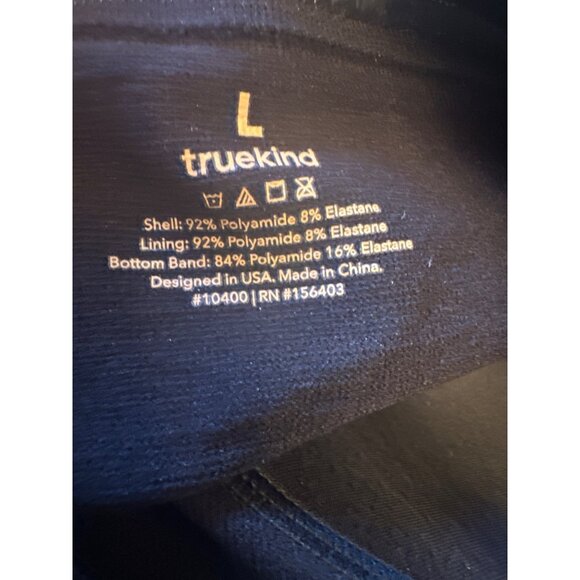 L
truekind
Shell: 92% Polyamide 8% Elastane
Lining: 92% Polyamide 8% Elastane
Bottom Band: 84% Polyamide 16% Elastane
Designed in USA. Made in China.
#10400 | RN #156403